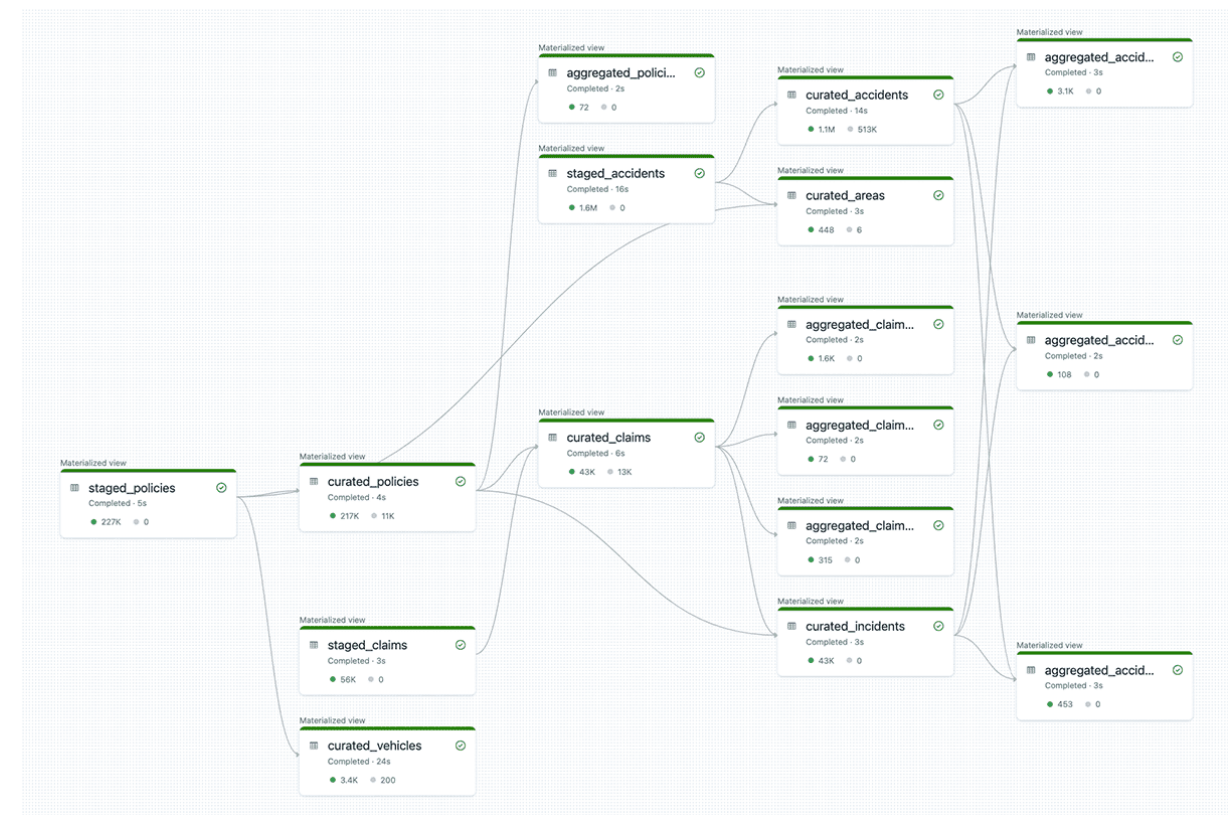 Materialized view
aggregated_polici...
Completed · 2s
72 0
Materialized view
staged_accidents
Completed · 16s
1.6M 0
Materialized view
curated_accidents
Completed · 14s
1.1M 513K
Materialized view
curated_areas
Completed · 3s
448 6
Materialized view
aggregated_accid...
Completed · 3s
3.1K 0
Materialized view
aggregated_claim...
Completed · 2s
1.6K 0
Materialized view
aggregated_accid...
Completed · 2s
108 0
Materialized view
staged_policies
Completed · 5s
227K 0
Materialized view
curated_policies
Completed · 4s
217K 11K
Materialized view
curated_claims
Completed · 6s
43K 13K
Materialized view
aggregated_claim...
Completed · 2s
72 0
Materialized view
aggregated_claim...
Completed · 2s
315 0
Materialized view
staged_claims
Completed · 3s
56K 0
Materialized view
curated_incidents
Completed · 3s
43K 0
Materialized view
aggregated_accid...
Completed · 3s
453 0
Materialized view
curated_vehicles
Completed · 24s
3.4K 200